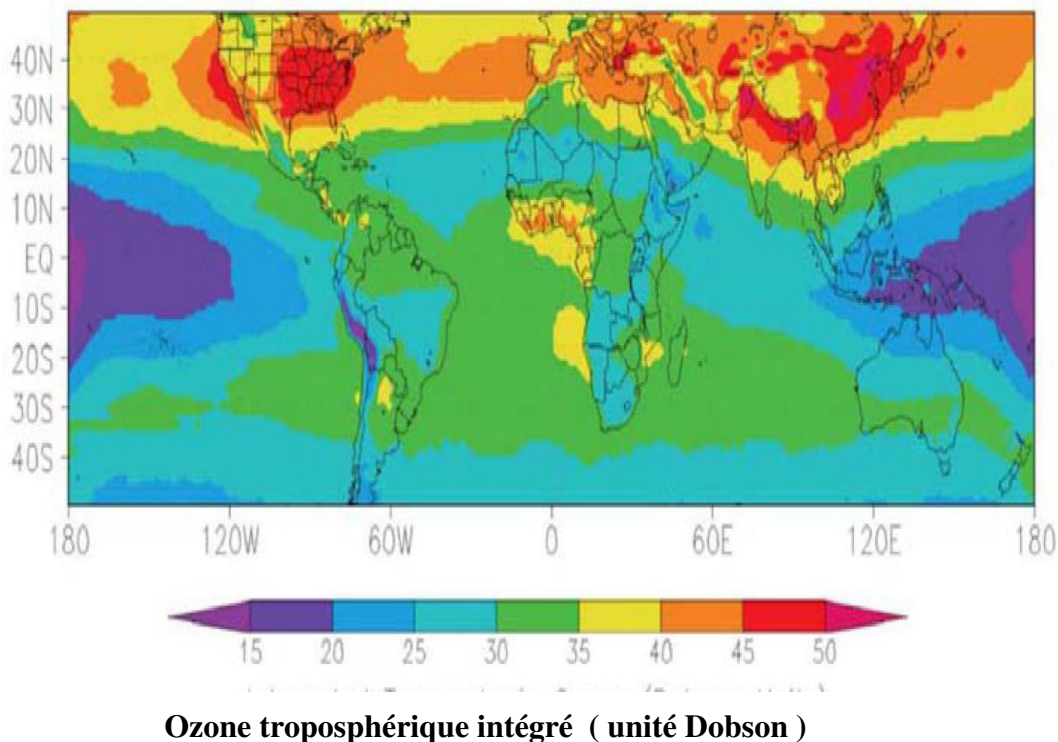 40N
30N
20N
10N
EQ
10S
20S
30S
40S
180 120W 60W 0 60E 120E 180
15 20 25 30 35 40 45 50
Ozone troposphérique intégré ( unité Dobson )